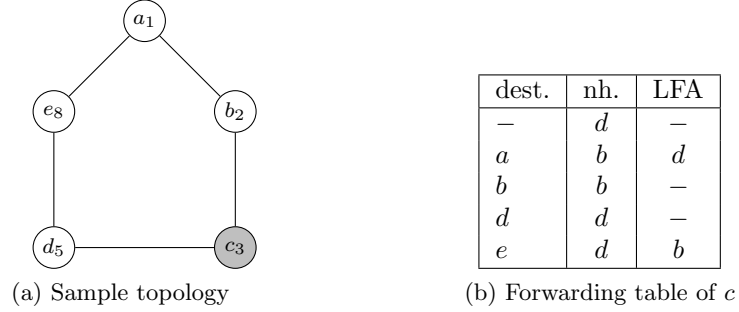 a₁
e₈
b₂
d₅
c₃
(a) Sample topology
dest. nh. LFA
– d –
a b d
b b –
d d –
e d b
(b) Forwarding table of c